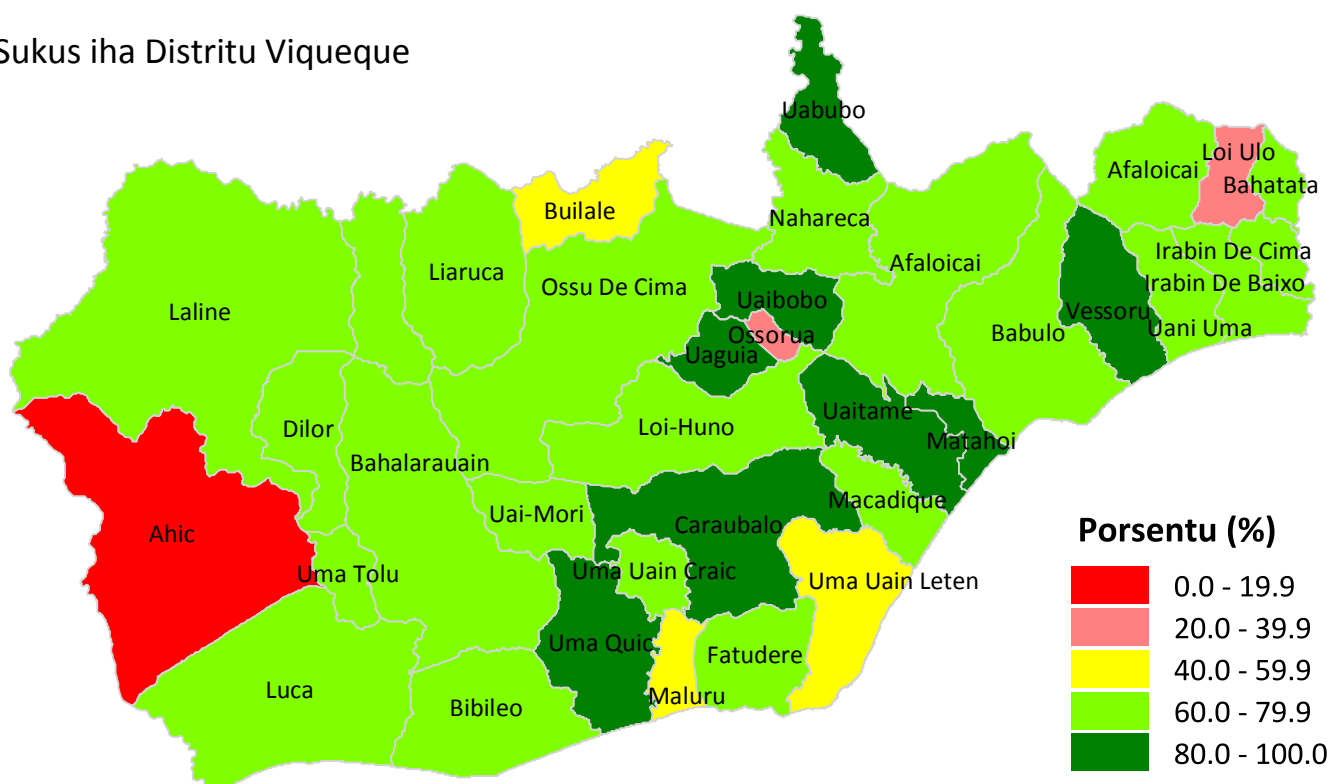 Sukus iha Distritu Viqueque
Uabubo
Loi Ulo
Afaloicai
Bahatata
Builale
Nahareca
Irabin De Cima
Liaruca
Afaloicai
Ossu De Cima
Irabin De Baixo
Uaibobo
Laline
Vessoru
Uani Uma
Babulo
Ossorua
Uaguia
Uaitame
Dilor
Loi-Huno
Matahoi
Bahalarauain
Macadique
Uai-Mori
Caraubalo
Ahic
Uma Tolu
Uma Uain Craic
Uma Uain Leten
Uma Quic
Fatudere
Luca
Maluru
Bibileo
Porsentu (%)
0.0 - 19.9
20.0 - 39.9
40.0 - 59.9
60.0 - 79.9
80.0 - 100.0